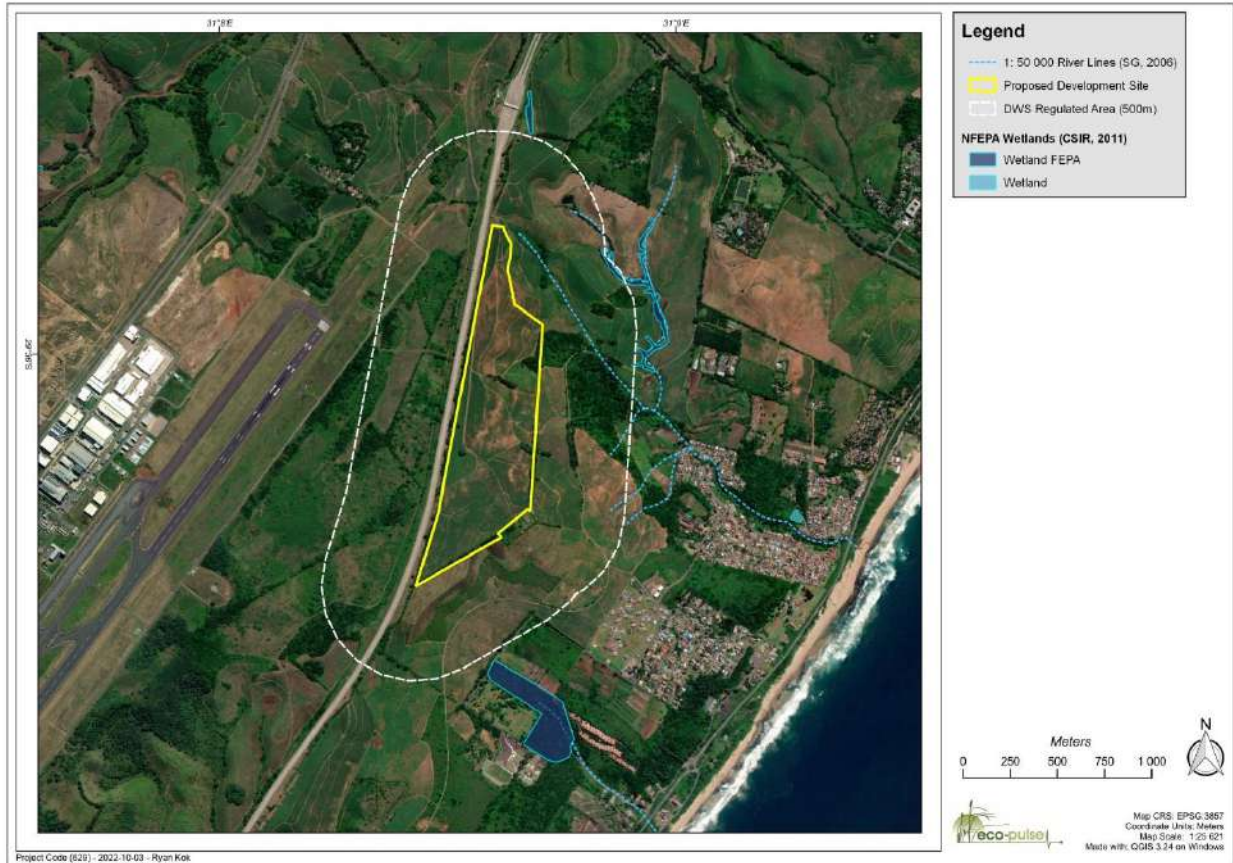 31°8'E
31°9'E
29°36'S
Legend
1: 50 000 River Lines (SG, 2006)
Proposed Development Site
DWS Regulated Area (500m)
NFEPA Wetlands (CSIR, 2011)
Wetland FEPA
Wetland
N
Meters
0 250 500 750 1 000
eco-pulse
Map CRS: EPSG:3857
Coordinate Units: Meters
Map Scale: 1:25 621
Made with: QGIS 3.24 on Windows
Project Code (629) - 2022-10-03 - Ryan Kok